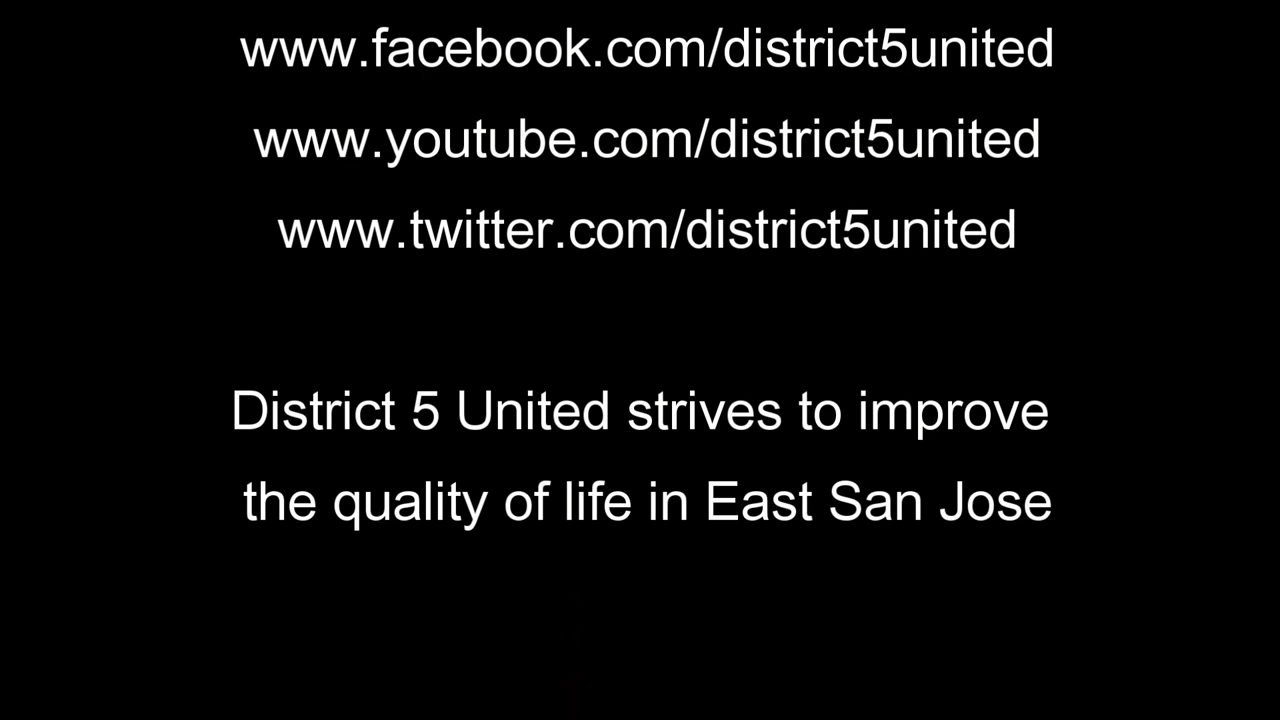 www.facebook.com/district5united
www.youtube.com/district5united
www.twitter.com/district5united
District 5 United strives to improve
the quality of life in East San Jose